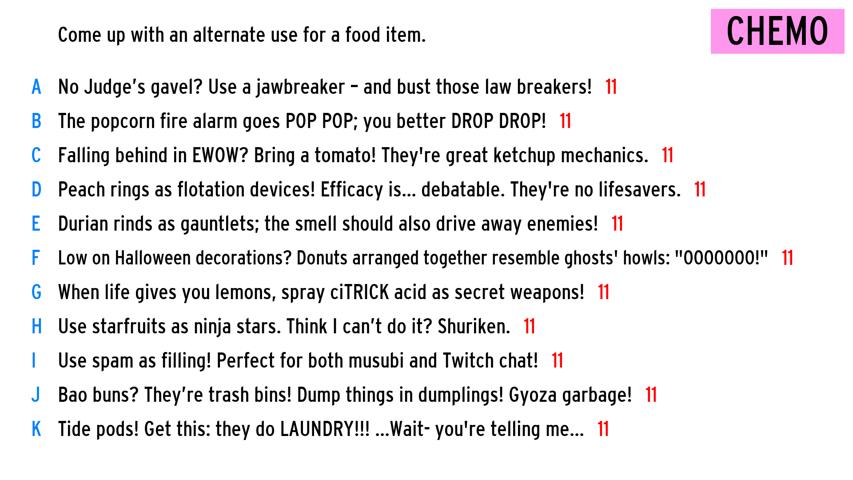 Come up with an alternate use for a food item.
CHEMO
A No Judge's gavel? Use a jawbreaker – and bust those law breakers! 11
B The popcorn fire alarm goes POP POP; you better DROP DROP! 11
C Falling behind in EWOW? Bring a tomato! They're great ketchup mechanics. 11
D Peach rings as flotation devices! Efficacy is... debatable. They're no lifesavers. 11
E Durian rinds as gauntlets; the smell should also drive away enemies! 11
F Low on Halloween decorations? Donuts arranged together resemble ghosts' howls: "OOOOOOO!" 11
G When life gives you lemons, spray ciTRICK acid as secret weapons! 11
H Use starfruits as ninja stars. Think I can't do it? Shuriken. 11
I Use spam as filling! Perfect for both musubi and Twitch chat! 11
J Bao buns? They're trash bins! Dump things in dumplings! Gyoza garbage! 11
K Tide pods! Get this: they do LAUNDRY!!! ...Wait- you're telling me... 11